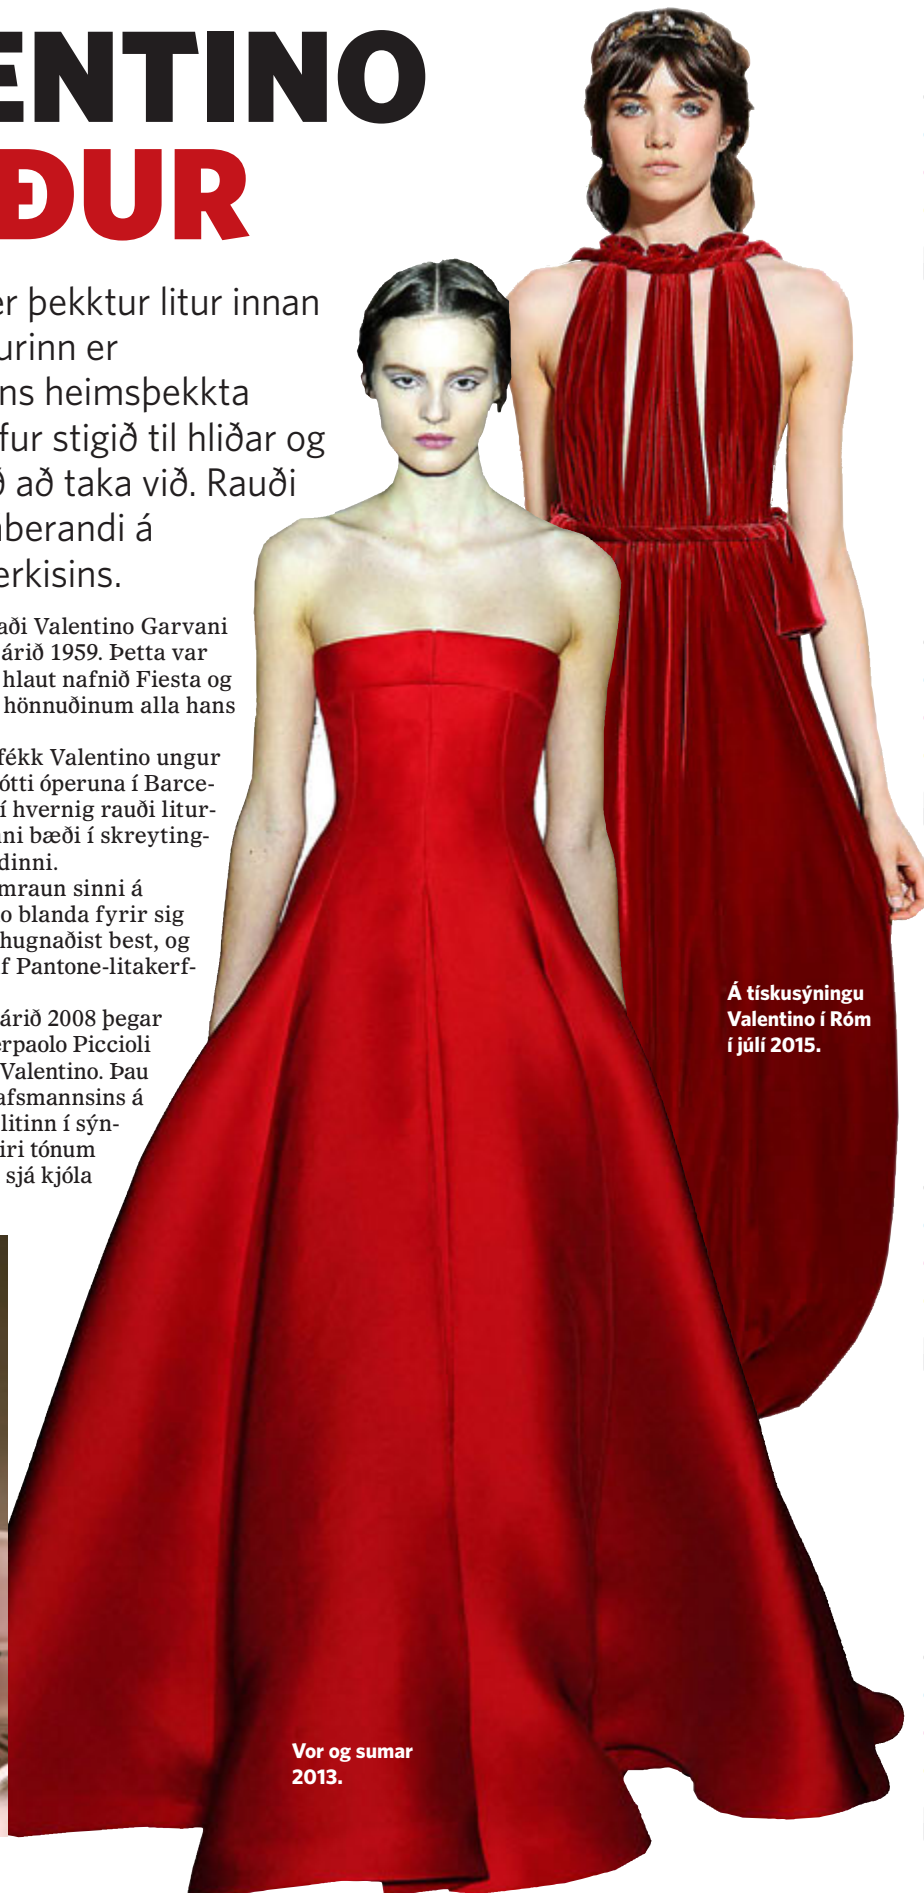 ENTINO
ÐUR
er þekktur litur innan
urinn er
ns heimsþekkta
fur stigið til hliðar og
ð að taka við. Rauði
berandi á
erkisins.
aði Valentino Garvani
árið 1959. Þetta var
hlaut nafnið Fiesta og
hönnuðinum alla hans
fékk Valentino ungur
ótti óperuna í Barce-
í hvernig rauði litur-
ni bæði í skreyting-
dinni.
mraun sinni á
o blanda fyrir sig
hugnaðist best, og
f Pantone-litakerf-
árið 2008 þegar
erpaolo Piccioli
Valentino. Þau
afsmannsins á
litinn í sýn-
iri tónum
sjá kjóla
Á tískusýningu
Valentino í Róm
í júlí 2015.
Vor og sumar
2013.